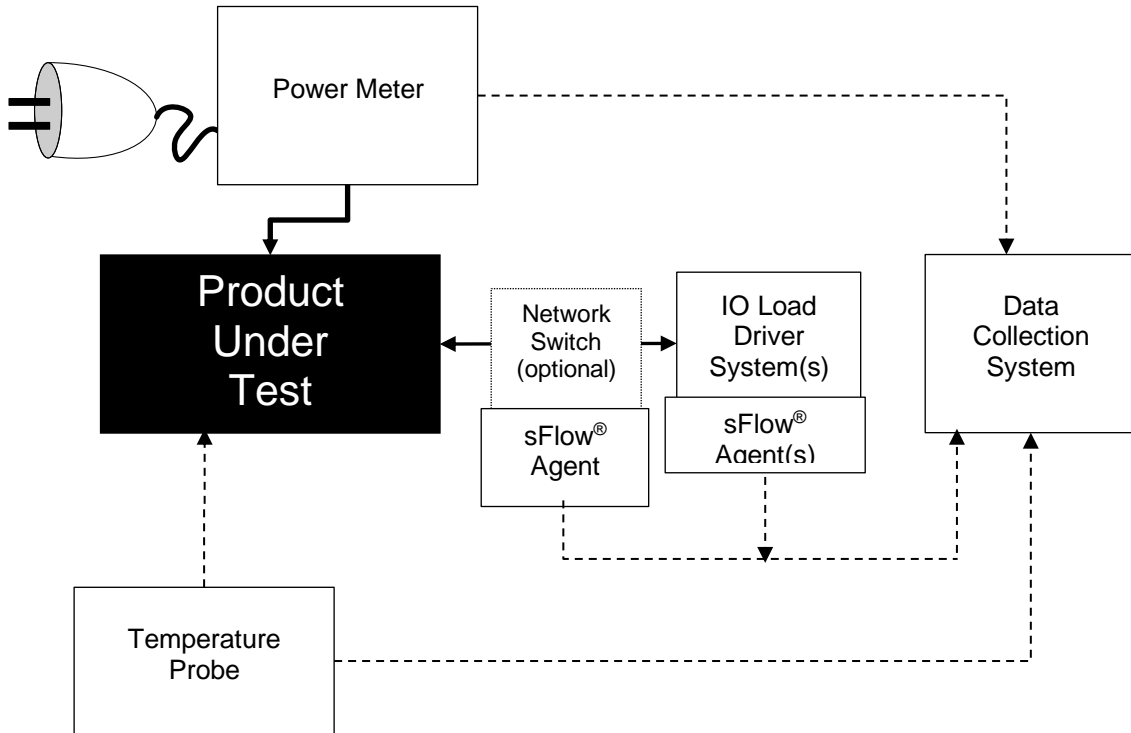 Power Meter
Product
Under
Test
Network
Switch
(optional)
sFlow®
Agent
IO Load
Driver
System(s)
sFlow®
Agent(s)
Data
Collection
System
Temperature
Probe